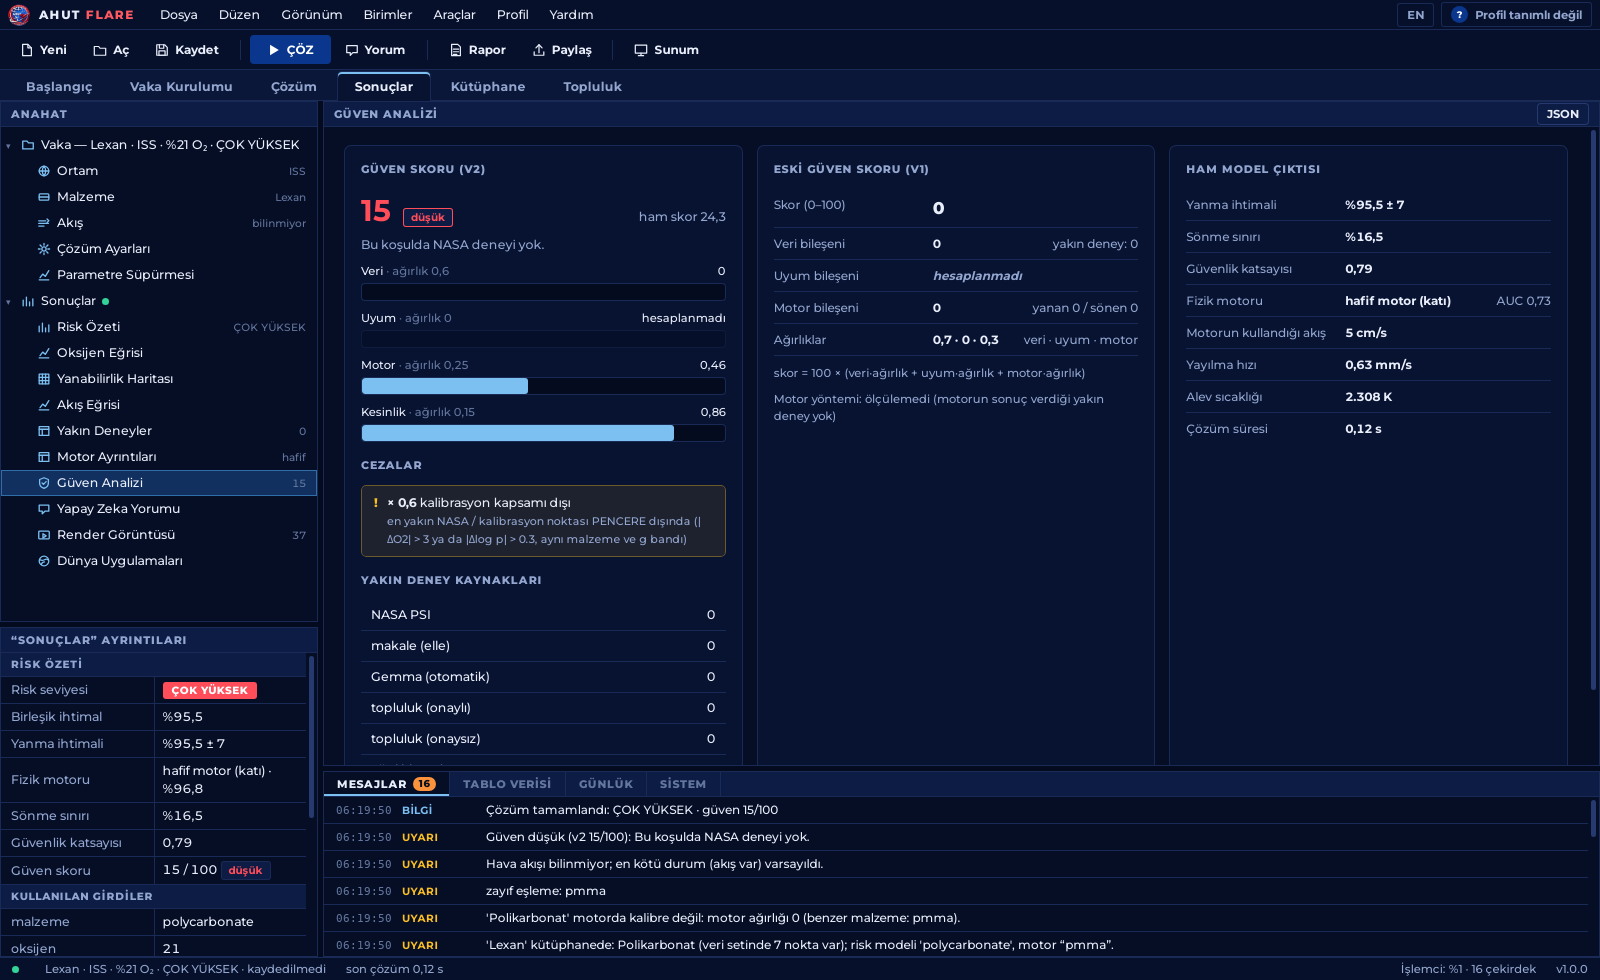 AHUT FLARE
Dosya Düzen Görünüm Birimler Araçlar Profil Yardım
EN
? Profil tanımlı değil
Yeni Aç Kaydet ÇÖZ Yorum Rapor Paylaş Sunum
Başlangıç Vaka Kurulumu Çözüm Sonuçlar Kütüphane Topluluk
ANAHAT
Vaka — Lexan · ISS · %21 O₂ · ÇOK YÜKSEK
Ortam ISS
Malzeme Lexan
Akış bilinmiyor
Çözüm Ayarları
Parametre Süpürmesi
Sonuçlar
Risk Özeti ÇOK YÜKSEK
Oksijen Eğrisi
Yanabilirlik Haritası
Akış Eğrisi
Yakın Deneyler 0
Motor Ayrıntıları hafif
Güven Analizi 15
Yapay Zeka Yorumu
Render Görüntüsü 37
Dünya Uygulamaları
“SONUÇLAR” AYRINTILARI
RİSK ÖZETİ
Risk seviyesi ÇOK YÜKSEK
Birleşik ihtimal %95,5
Yanma ihtimali %95,5 ± 7
Fizik motoru hafif motor (katı) ·
%96,8
Sönme sınırı %16,5
Güvenlik katsayısı 0,79
Güven skoru 15 / 100 düşük
KULLANILAN GİRDİLER
malzeme polycarbonate
oksijen 21
GÜVEN ANALİZİ
JSON
GÜVEN SKORU (V2)
15 düşük ham skor 24,3
Bu koşulda NASA deneyi yok.
Veri · ağırlık 0,6 0
Uyum · ağırlık 0 hesaplanmadı
Motor · ağırlık 0,25 0,46
Kesinlik · ağırlık 0,15 0,86
CEZALAR
! × 0,6 kalibrasyon kapsamı dışı
en yakın NASA / kalibrasyon noktası PENCERE dışında (|
ΔO2| > 3 ya da |Δlog p| > 0.3, aynı malzeme ve g bandı)
YAKIN DENEY KAYNAKLARI
NASA PSI 0
makale (elle) 0
Gemma (otomatik) 0
topluluk (onaylı) 0
topluluk (onaysız) 0
ESKİ GÜVEN SKORU (V1)
Skor (0–100) 0
Veri bileşeni 0 yakın deney: 0
Uyum bileşeni hesaplanmadı
Motor bileşeni 0 yanan 0 / sönen 0
Ağırlıklar 0,7 · 0 · 0,3 veri · uyum · motor
skor = 100 × (veri·ağırlık + uyum·ağırlık + motor·ağırlık)
Motor yöntemi: ölçülemedi (motorun sonuç verdiği yakın
deney yok)
HAM MODEL ÇIKTISI
Yanma ihtimali %95,5 ± 7
Sönme sınırı %16,5
Güvenlik katsayısı 0,79
Fizik motoru hafif motor (katı) AUC 0,73
Motorun kullandığı akış 5 cm/s
Yayılma hızı 0,63 mm/s
Alev sıcaklığı 2.308 K
Çözüm süresi 0,12 s
MESAJLAR 16 TABLO VERİSİ GÜNLÜK SİSTEM
06:19:50 BİLGİ Çözüm tamamlandı: ÇOK YÜKSEK · güven 15/100
06:19:50 UYARI Güven düşük (v2 15/100): Bu koşulda NASA deneyi yok.
06:19:50 UYARI Hava akışı bilinmiyor; en kötü durum (akış var) varsayıldı.
06:19:50 UYARI zayıf eşleme: pmma
06:19:50 UYARI 'Polikarbonat' motorda kalibre değil: motor ağırlığı 0 (benzer malzeme: pmma).
06:19:50 UYARI 'Lexan' kütüphanede: Polikarbonat (veri setinde 7 nokta var); risk modeli 'polycarbonate', motor “pmma”.
Lexan · ISS · %21 O₂ · ÇOK YÜKSEK · kaydedilmedi son çözüm 0,12 s
İşlemci: %1 · 16 çekirdek v1.0.0